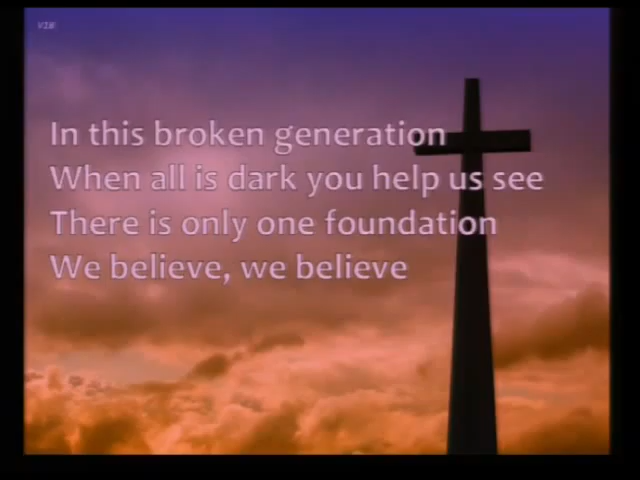 VIK
In this broken generation
When all is dark you help us see
There is only one foundation
We believe, we believe